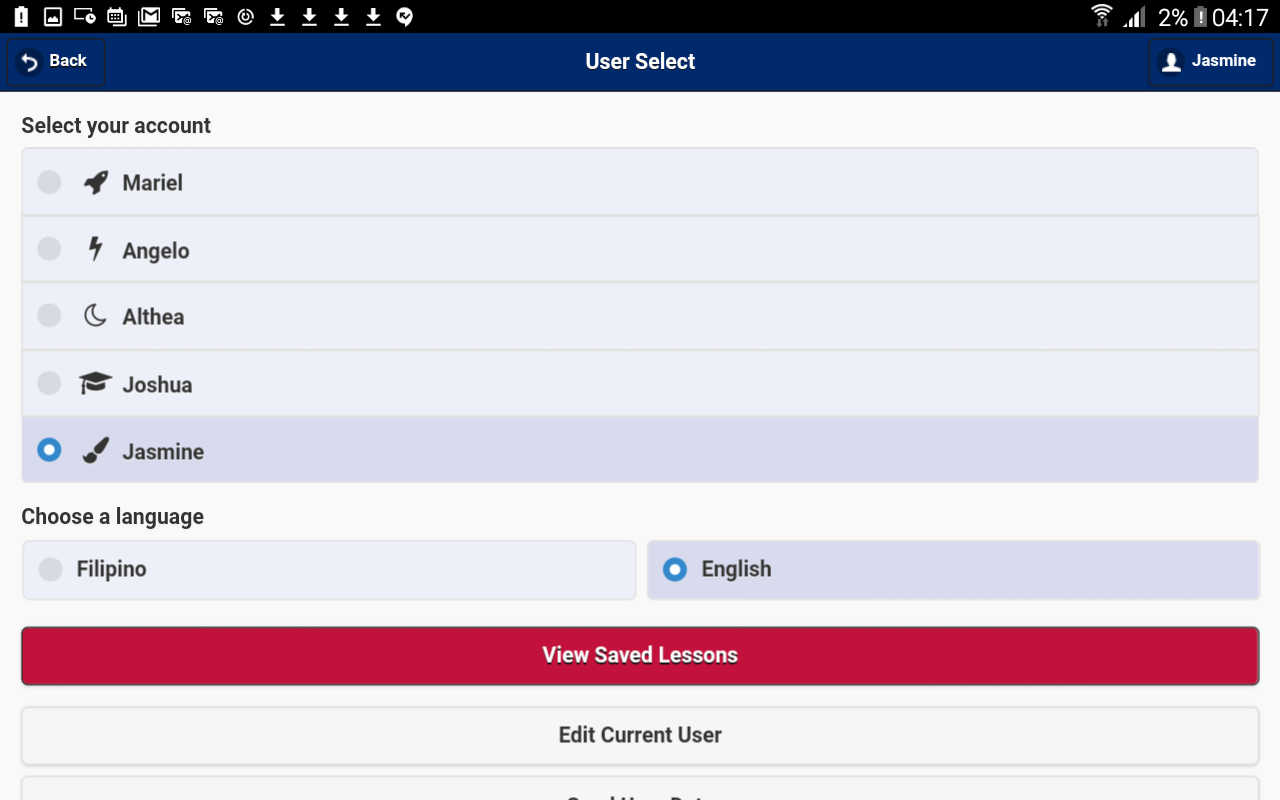 2% 04:17
Back User Select Jasmine
Select your account
Mariel
Angelo
Althea
Joshua
Jasmine
Choose a language
Filipino English
View Saved Lessons
Edit Current User